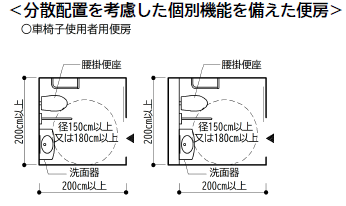 ＜分散配置を考慮した個別機能を備えた便房＞
○車椅子使用者用便房
腰掛便座
腰掛便座
200cm以上
径150cm以上
又は180cm以上
200cm以上
径150cm以上
又は180cm以上
洗面器
洗面器
200cm以上
200cm以上